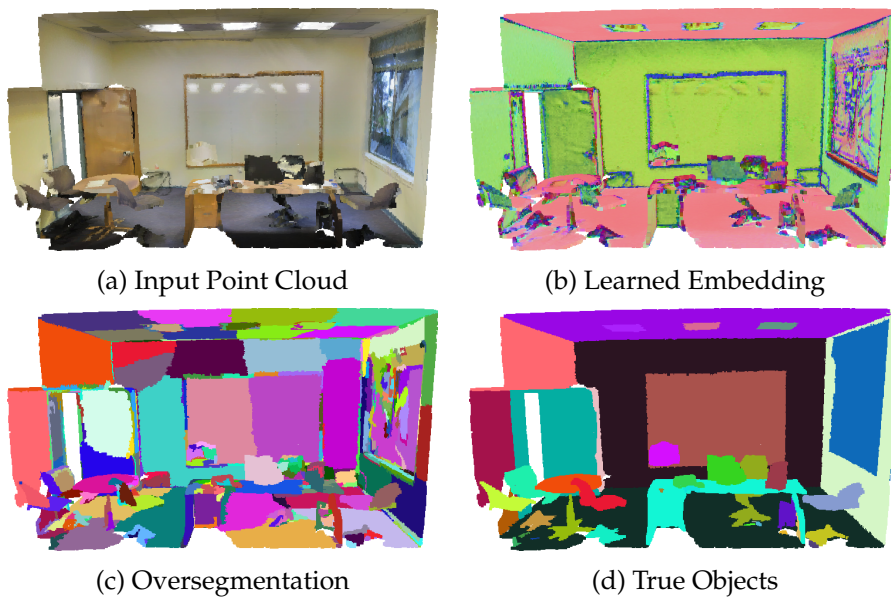 (a) Input Point Cloud
(b) Learned Embedding
(c) Oversegmentation
(d) True Objects